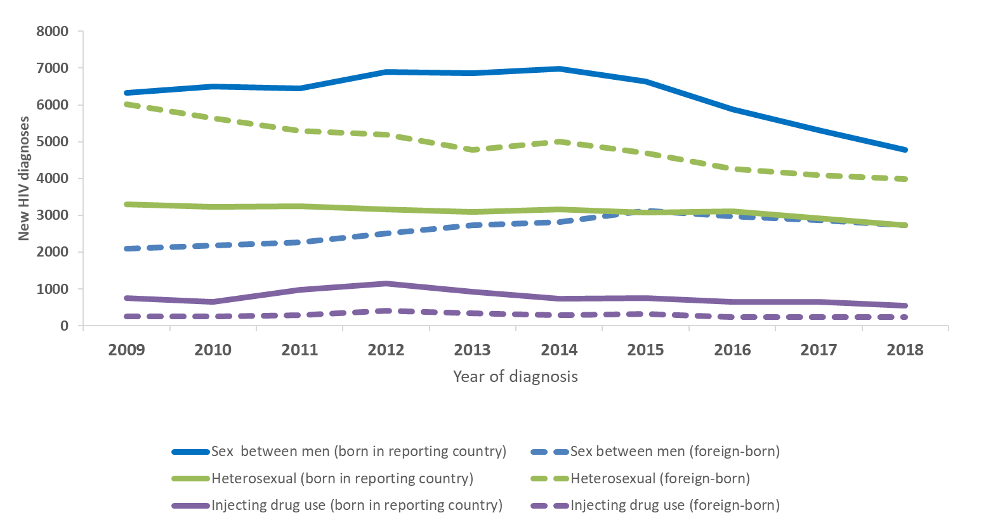 8000
7000
6000
5000
4000
3000
2000
1000
0
New HIV diagnoses
2009 2010 2011 2012 2013 2014 2015 2016 2017 2018
Year of diagnosis
Sex  between men (born in reporting country) Sex between men (foreign-born)
Heterosexual (born in reporting country) Heterosexual (foreign-born)
Injecting drug use (born in reporting country) Injecting drug use (foreign-born)